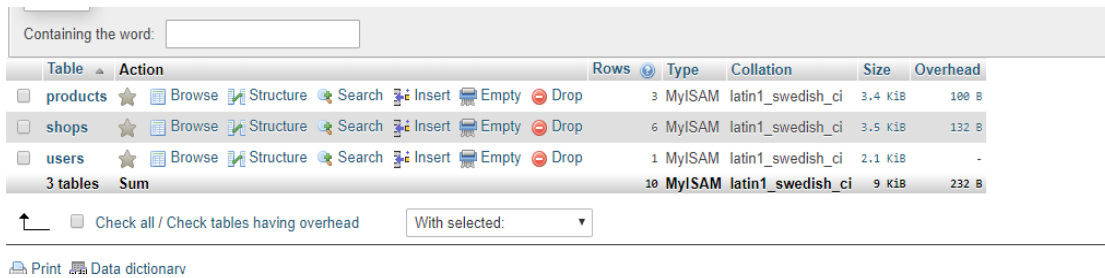 Containing the word:
Table Action Rows Type Collation Size Overhead
products Browse Structure Search Insert Empty Drop 3 MyISAM latin1_swedish_ci 3.4 KiB 100 B
shops Browse Structure Search Insert Empty Drop 6 MyISAM latin1_swedish_ci 3.5 KiB 132 B
users Browse Structure Search Insert Empty Drop 1 MyISAM latin1_swedish_ci 2.1 KiB -
3 tables Sum 10 MyISAM latin1_swedish_ci 9 KiB 232 B
Check all / Check tables having overhead With selected:
Print Data dictionary